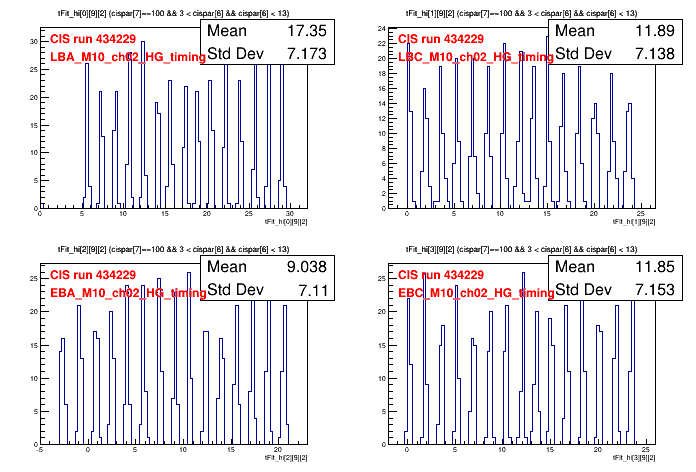 tFit_hi[0][9][2] (cispar[7]==100 && 3 < cispar[6] && cispar[6] < 13)
CIS run 434229
LBA_M10_ch02_HG_timing
Mean 17.35
Std Dev 7.173
30
25
20
15
10
5
0
0 5 10 15 20 25 30
tFit_hi[0][9][2]
tFit_hi[1][9][2] (cispar[7]==100 && 3 < cispar[6] && cispar[6] < 13)
CIS run 434229
LBC_M10_ch02_HG_timing
Mean 11.89
Std Dev 7.138
24
22
20
18
16
14
12
10
8
6
4
2
0
0 5 10 15 20 25
tFit_hi[1][9][2]
tFit_hi[2][9][2] (cispar[7]==100 && 3 < cispar[6] && cispar[6] < 13)
CIS run 434229
EBA_M10_ch02_HG_timing
Mean 9.038
Std Dev 7.11
25
20
15
10
5
0
-5 0 5 10 15 20
tFit_hi[2][9][2]
tFit_hi[3][9][2] (cispar[7]==100 && 3 < cispar[6] && cispar[6] < 13)
CIS run 434229
EBC_M10_ch02_HG_timing
Mean 11.85
Std Dev 7.153
25
20
15
10
5
0
0 5 10 15 20 25
tFit_hi[3][9][2]